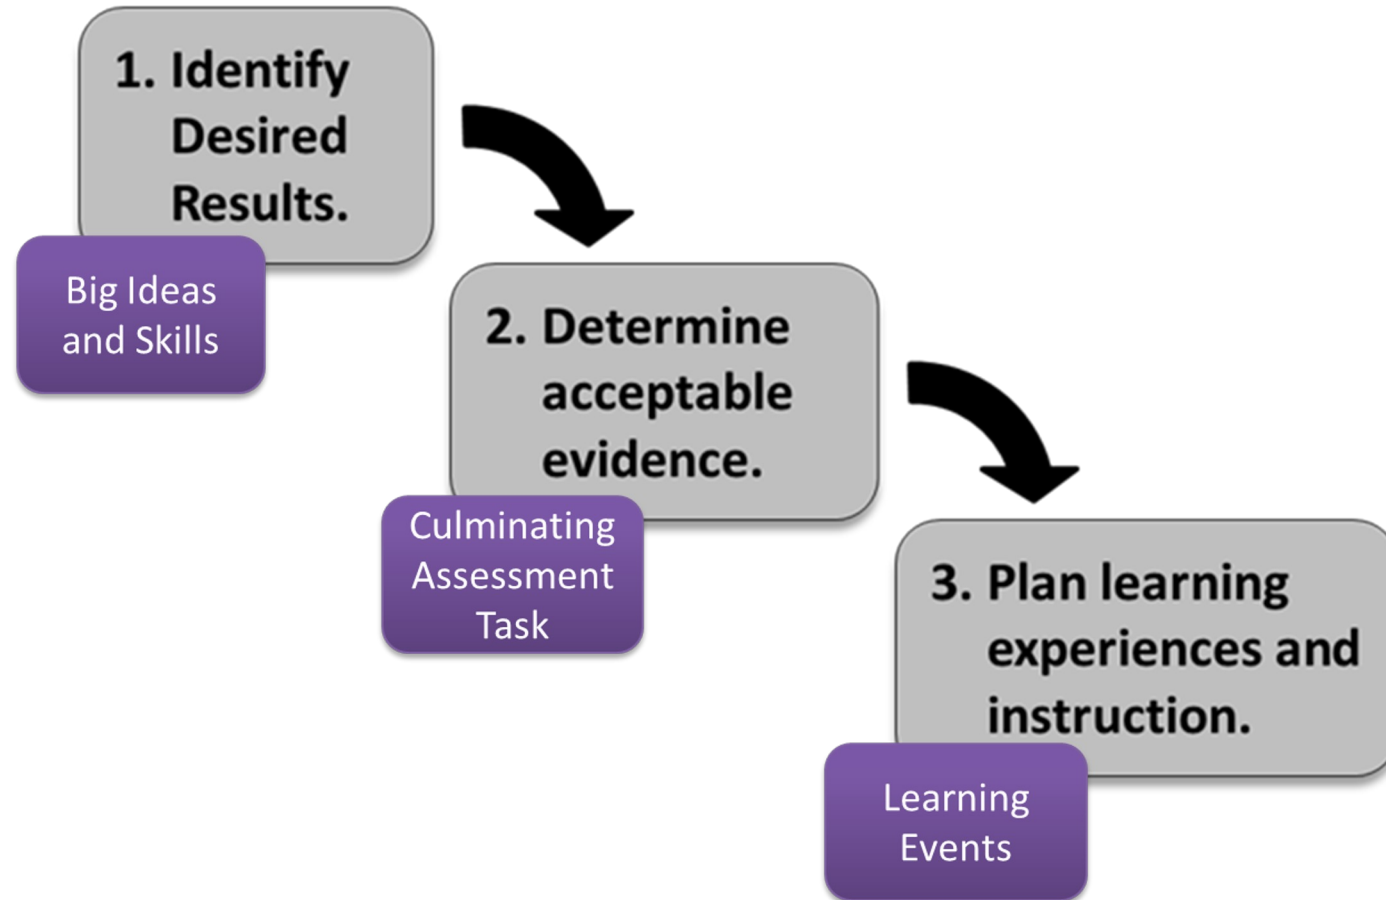 1. Identify
Desired
Results.
Big Ideas
and Skills
2. Determine
acceptable
evidence.
Culminating
Assessment
Task
3. Plan learning
experiences and
instruction.
Learning
Events